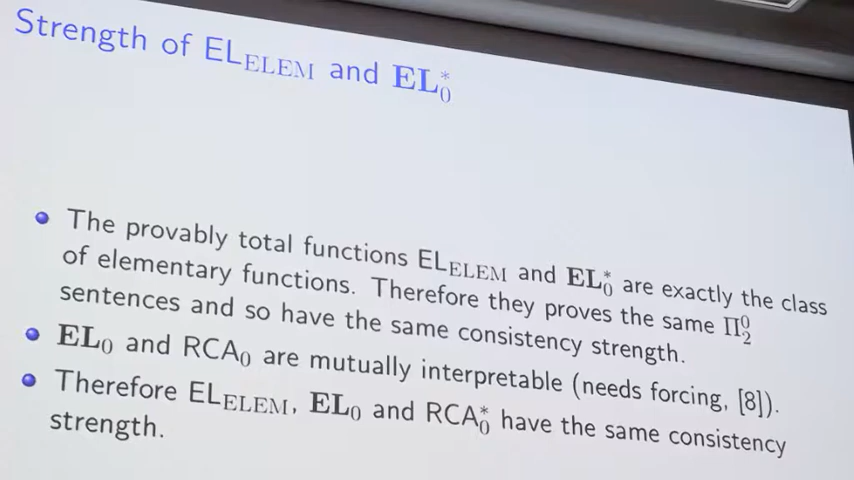 Strength of EL_ELEM and EL*_0
The provably total functions EL_ELEM and EL*_0 are exactly the class
of elementary functions. Therefore they proves the same Π^0_2
sentences and so have the same consistency strength.
EL_0 and RCA_0 are mutually interpretable (needs forcing, [8]).
Therefore EL_ELEM, EL_0 and RCA*_0 have the same consistency
strength.